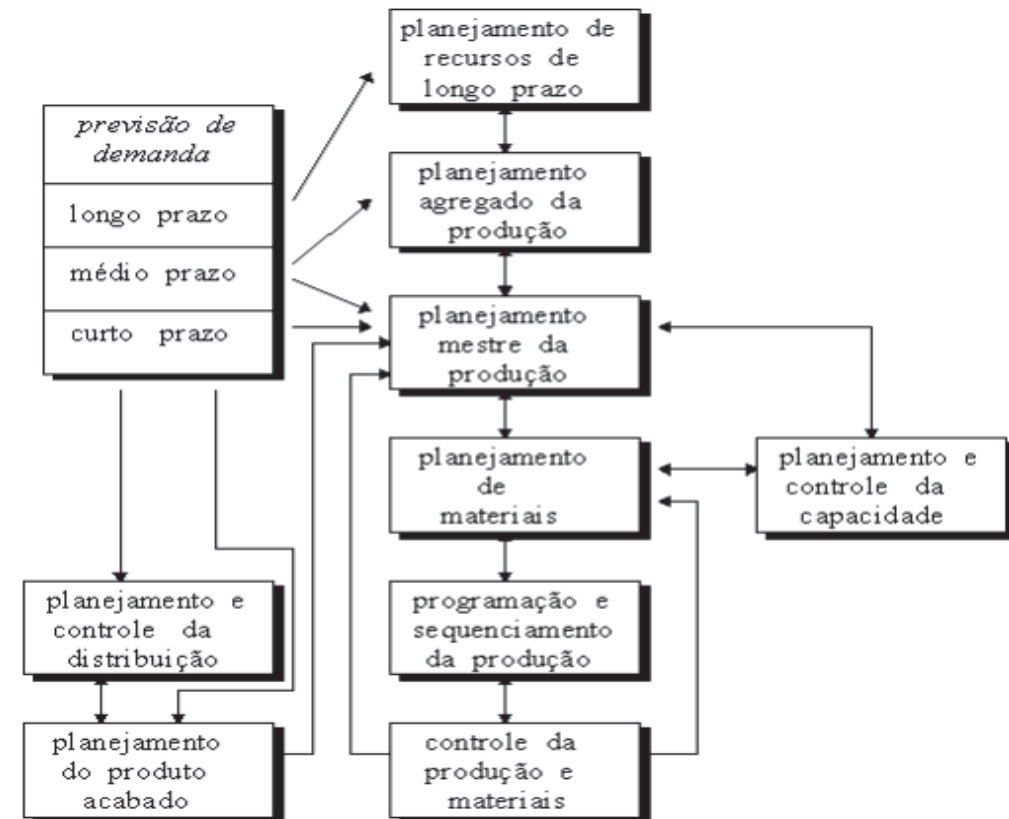 planejamento de
recursos de
longo prazo
previsão de
demanda
longo prazo
médio prazo
curto prazo
planejamento
agregado da
produção
planejamento
mestre da
produção
planejamento
de
materiais
planejamento e
controle da
capacidade
planejamento e
controle da
distribuição
programação e
sequenciamento
da produção
planejamento
do produto
acabado
controle da
produção e
materiais